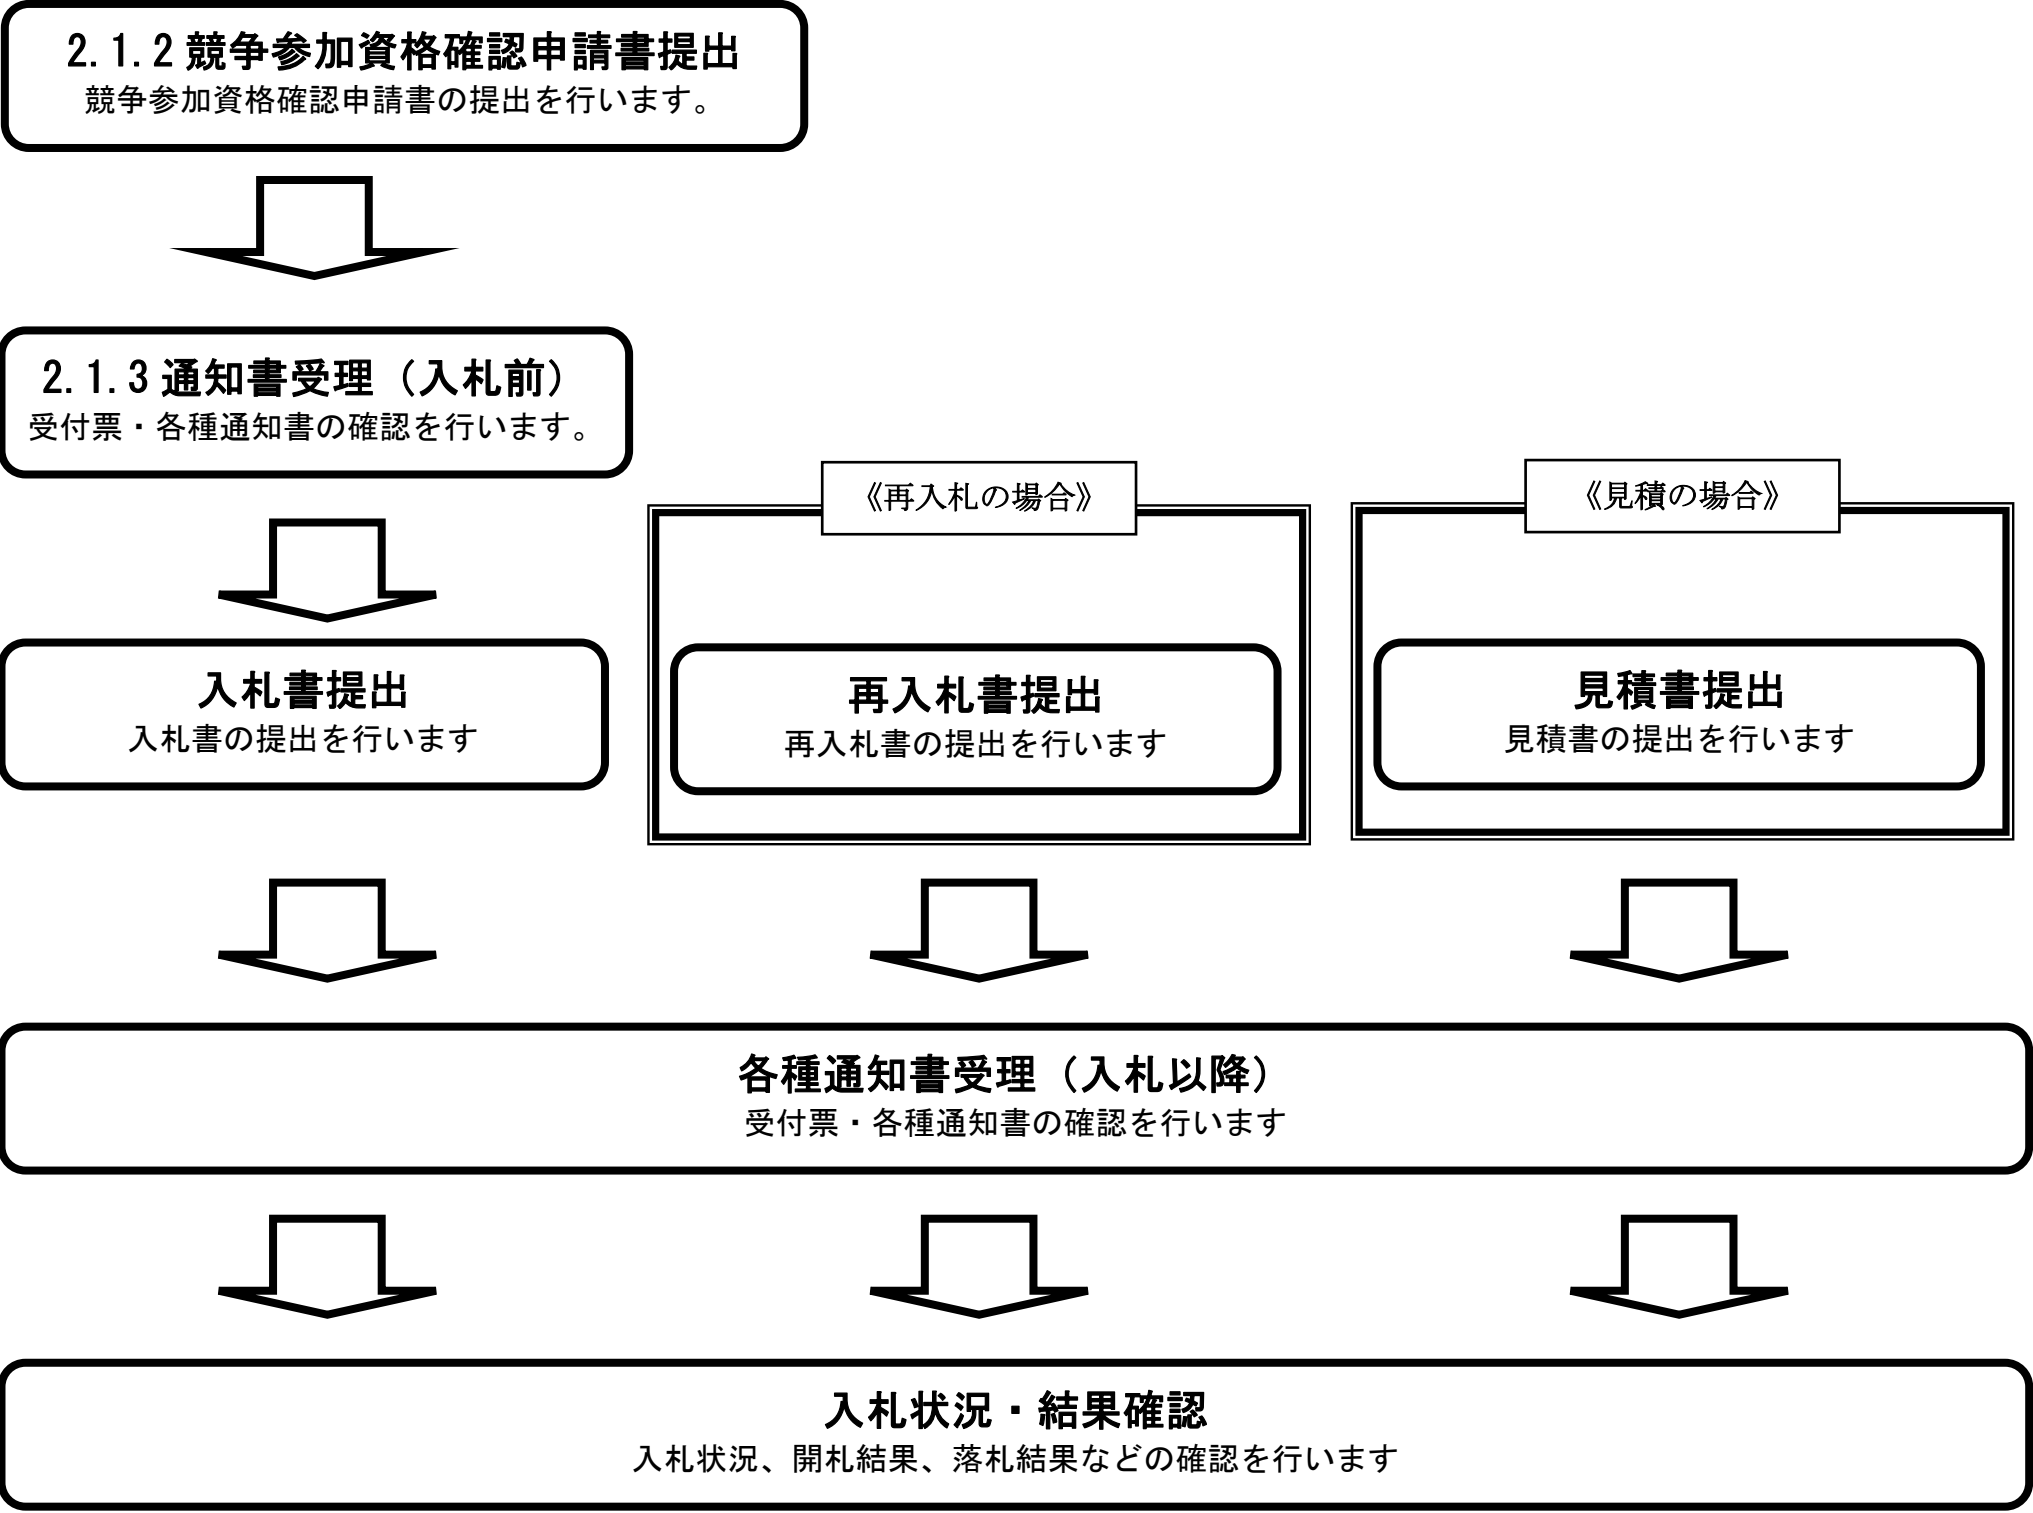 2.1.2 競争参加資格確認申請書提出
競争参加資格確認申請書の提出を行います。
2.1.3 通知書受理（入札前）
受付票・各種通知書の確認を行います。
入札書提出
入札書の提出を行います
《再入札の場合》
再入札書提出
再入札書の提出を行います
《見積の場合》
見積書提出
見積書の提出を行います
各種通知書受理（入札以降）
受付票・各種通知書の確認を行います
入札状況・結果確認
入札状況、開札結果、落札結果などの確認を行います